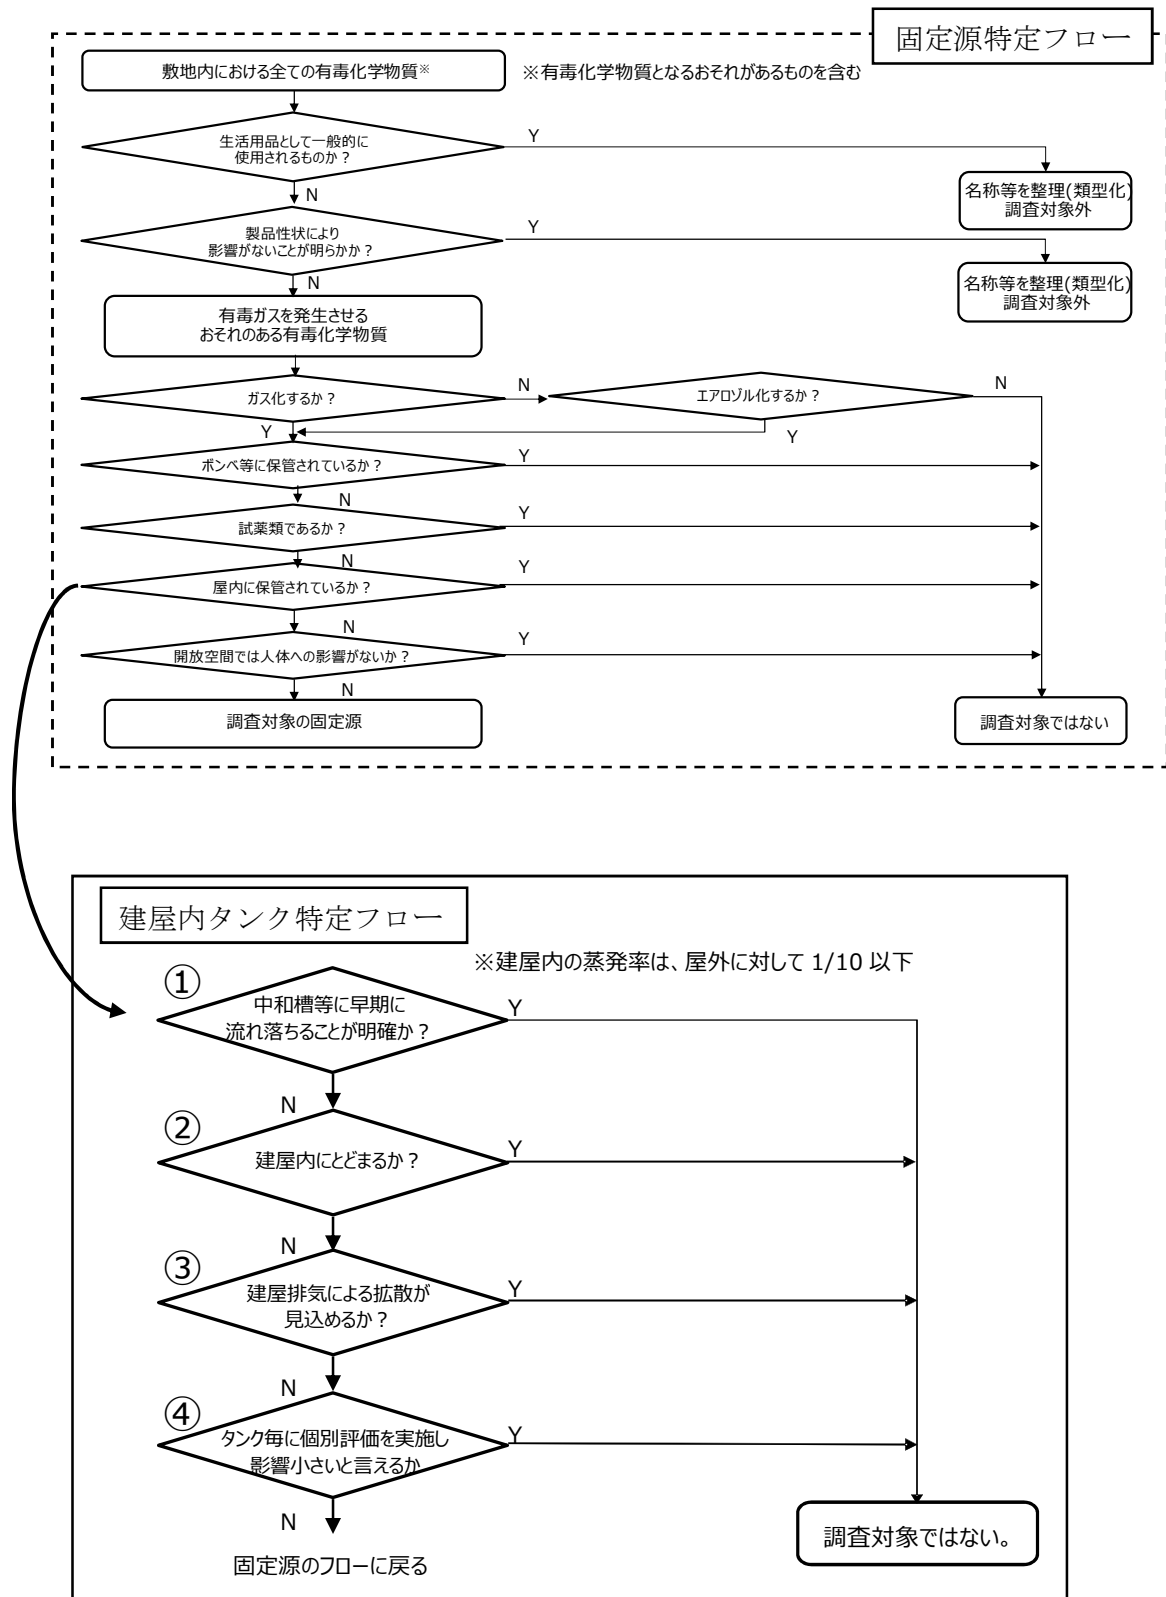 固定源特定フロー
敷地内における全ての有毒化学物質※
※有毒化学物質となるおそれがあるものを含む
生活用品として一般的に
使用されるものか？
Y
名称等を整理(類型化)
調査対象外
N
製品性状により
影響がないことが明らかか？
Y
名称等を整理(類型化)
調査対象外
N
有毒ガスを発生させる
おそれのある有毒化学物質
ガス化するか？
N
エアロゾル化するか？
N
Y
Y
ボンベ等に保管されているか？
Y
N
試薬類であるか？
Y
N
屋内に保管されているか？
Y
N
開放空間では人体への影響がないか？
Y
N
調査対象の固定源
調査対象ではない
建屋内タンク特定フロー
※建屋内の蒸発率は、屋外に対して 1/10 以下
①
中和槽等に早期に
流れ落ちることが明確か？
Y
N
②
建屋内にとどまるか？
Y
N
③
建屋排気による拡散が
見込めるか？
Y
N
④
タンク毎に個別評価を実施し
影響小さいと言えるか
Y
N
固定源のフローに戻る
調査対象ではない。